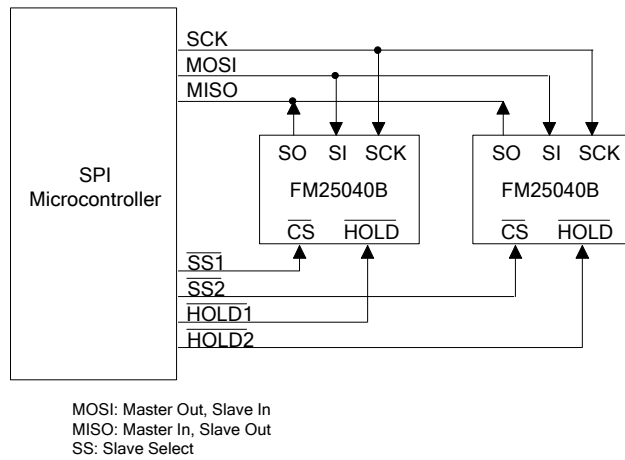 SCK
MOSI
MISO
SO SI SCK
SO SI SCK
SPI
Microcontroller
FM25040B
FM25040B
CS HOLD
CS HOLD
SS1
SS2
HOLD1
HOLD2
MOSI: Master Out, Slave In
MISO: Master In, Slave Out
SS: Slave Select